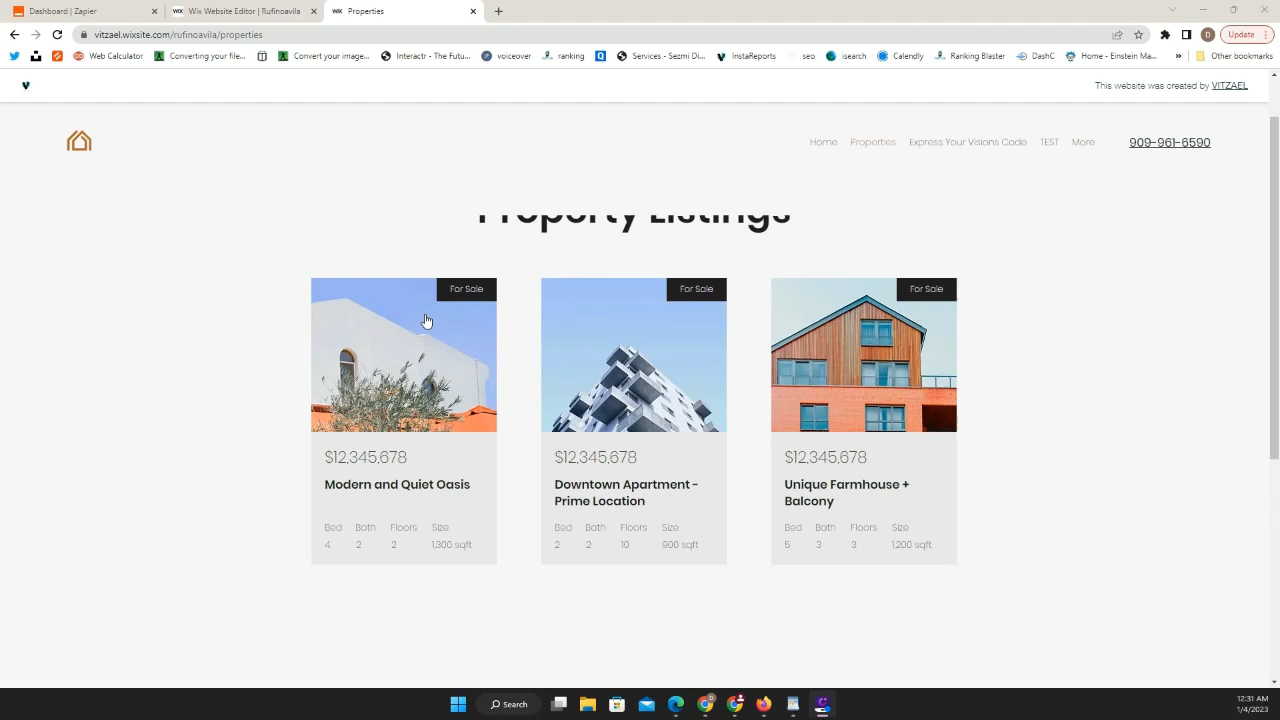 Dashboard | Zapier
WIX Wix Website Editor | Rufinoavila
WIX Properties
vitzael.wixsite.com/rufinoavila/properties
D
Update
Web Calculator
Converting your file...
Convert your image...
Interactr - The Futu...
voiceover
ranking
Services - Sezmi Di...
InstaReports
seo
isearch
Calendly
Ranking Blaster
DashC
Home - Einstein Ma...
»
Other bookmarks
This website was created by VITZAEL
Home
Properties
Express Your Visions Code
TEST
More
909-961-6590
Property Listings
For Sale
For Sale
For Sale
$12,345,678
Modern and Quiet Oasis
Bed Bath Floors Size
4 2 2 1,300 sqft
$12,345,678
Downtown Apartment -
Prime Location
Bed Bath Floors Size
2 2 10 900 sqft
$12,345,678
Unique Farmhouse +
Balcony
Bed Bath Floors Size
5 3 3 1,200 sqft
Search
12:31 AM
1/4/2023